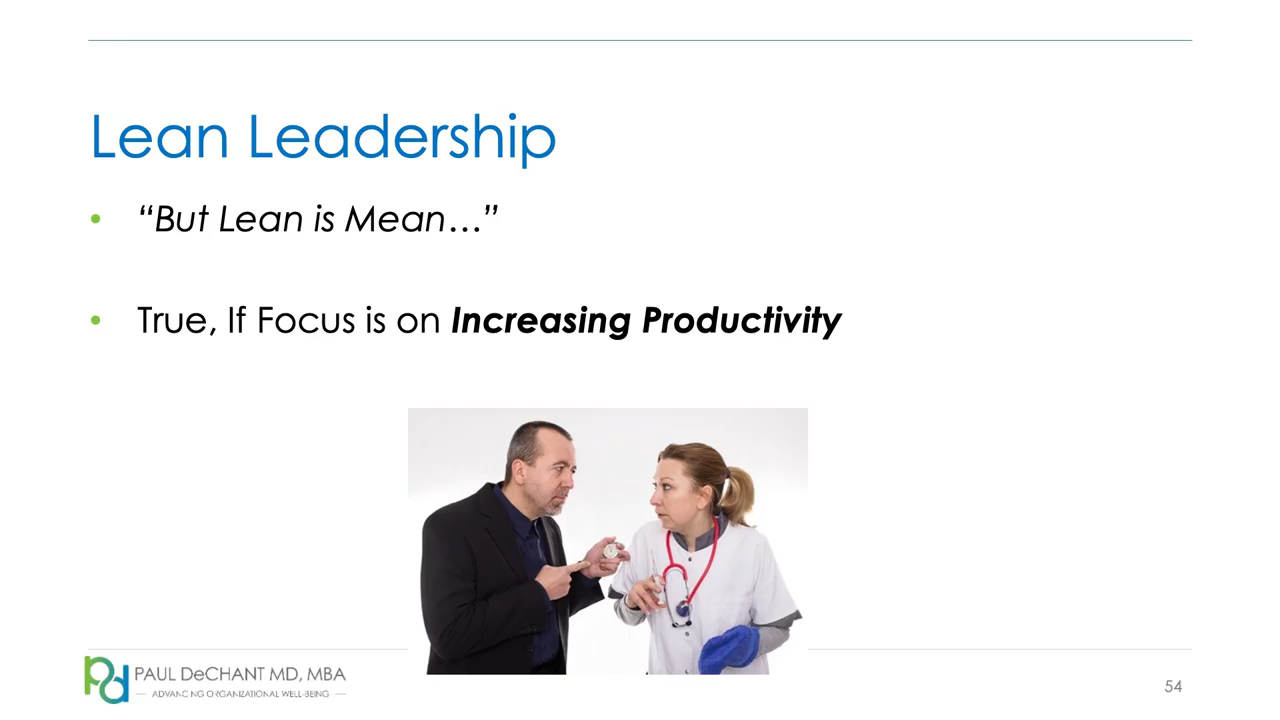 Lean Leadership
• “But Lean is Mean…”
• True, If Focus is on Increasing Productivity
pd PAUL DeCHANT MD, MBA
ADVANCING ORGANIZATIONAL WELL-BEING
54